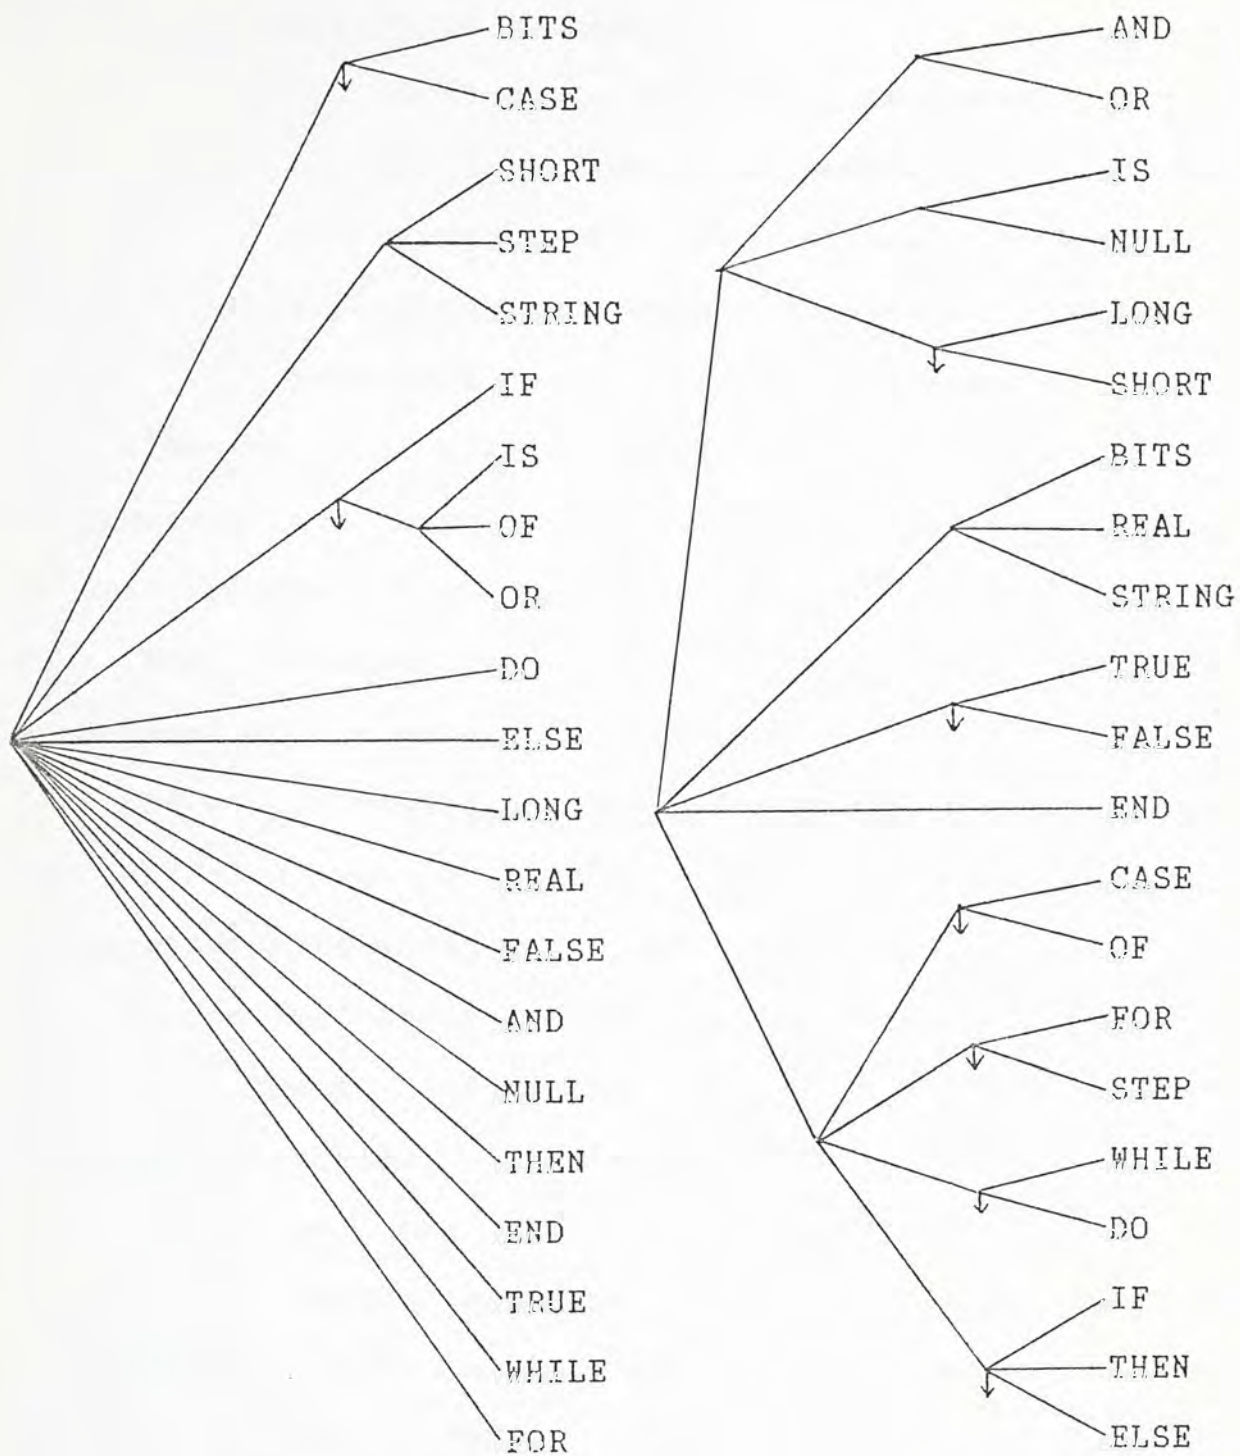 BITS
CASE
SHORT
STEP
STRING
IF
IS
OF
OR
DO
ELSE
LONG
REAL
FALSE
AND
NULL
THEN
END
TRUE
WHILE
FOR
AND
OR
IS
NULL
LONG
SHORT
BITS
REAL
STRING
TRUE
FALSE
END
CASE
OF
FOR
STEP
WHILE
DO
IF
THEN
ELSE